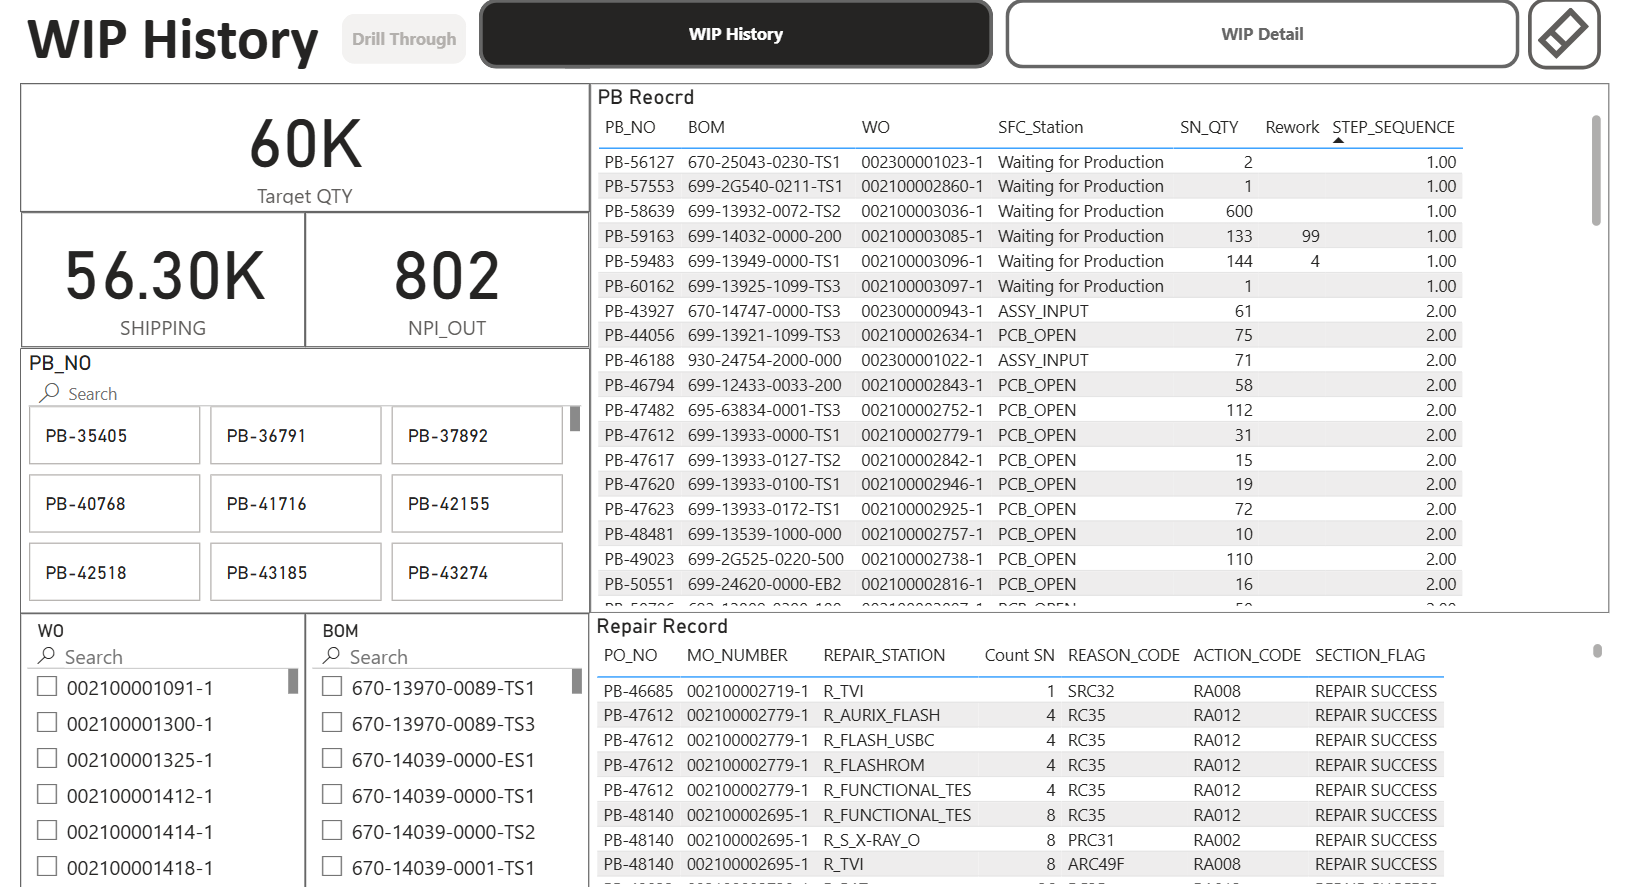 WIP History
Drill Through
WIP History
WIP Detail
60K
Target QTY
56.30K
SHIPPING
802
NPI_OUT
PB_NO
Search
PB-35405 PB-36791 PB-37892
PB-40768 PB-41716 PB-42155
PB-42518 PB-43185 PB-43274
WO
Search
002100001091-1
002100001300-1
002100001325-1
002100001412-1
002100001414-1
002100001418-1
BOM
Search
670-13970-0089-TS1
670-13970-0089-TS3
670-14039-0000-ES1
670-14039-0000-TS1
670-14039-0000-TS2
670-14039-0001-TS1
PB Reocrd
PB_NO BOM WO SFC_Station SN_QTY Rework STEP_SEQUENCE
PB-56127 670-25043-0230-TS1 002300001023-1 Waiting for Production 2 1.00
PB-57553 699-2G540-0211-TS1 002100002860-1 Waiting for Production 1 1.00
PB-58639 699-13932-0072-TS2 002100003036-1 Waiting for Production 600 1.00
PB-59163 699-14032-0000-200 002100003085-1 Waiting for Production 133 99 1.00
PB-59483 699-13949-0000-TS1 002100003096-1 Waiting for Production 144 4 1.00
PB-60162 699-13925-1099-TS3 002100003097-1 Waiting for Production 1 1.00
PB-43927 670-14747-0000-TS3 002300000943-1 ASSY_INPUT 61 2.00
PB-44056 699-13921-1099-TS3 002100002634-1 PCB_OPEN 75 2.00
PB-46188 930-24754-2000-000 002300001022-1 ASSY_INPUT 71 2.00
PB-46794 699-12433-0033-200 002100002843-1 PCB_OPEN 58 2.00
PB-47482 695-63834-0001-TS3 002100002752-1 PCB_OPEN 112 2.00
PB-47612 699-13933-0000-TS1 002100002779-1 PCB_OPEN 31 2.00
PB-47617 699-13933-0127-TS2 002100002842-1 PCB_OPEN 15 2.00
PB-47620 699-13933-0100-TS1 002100002946-1 PCB_OPEN 19 2.00
PB-47623 699-13933-0172-TS1 002100002925-1 PCB_OPEN 72 2.00
PB-48481 699-13539-1000-000 002100002757-1 PCB_OPEN 10 2.00
PB-49023 699-2G525-0220-500 002100002738-1 PCB_OPEN 110 2.00
PB-50551 699-24620-0000-EB2 002100002816-1 PCB_OPEN 16 2.00
Repair Record
PO_NO MO_NUMBER REPAIR_STATION Count SN REASON_CODE ACTION_CODE SECTION_FLAG
PB-46685 002100002719-1 R_TVI 1 SRC32 RA008 REPAIR SUCCESS
PB-47612 002100002779-1 R_AURIX_FLASH 4 RC35 RA012 REPAIR SUCCESS
PB-47612 002100002779-1 R_FLASH_USBC 4 RC35 RA012 REPAIR SUCCESS
PB-47612 002100002779-1 R_FLASHROM 4 RC35 RA012 REPAIR SUCCESS
PB-47612 002100002779-1 R_FUNCTIONAL_TES 4 RC35 RA012 REPAIR SUCCESS
PB-48140 002100002695-1 R_FUNCTIONAL_TES 8 RC35 RA012 REPAIR SUCCESS
PB-48140 002100002695-1 R_S_X-RAY_O 8 PRC31 RA002 REPAIR SUCCESS
PB-48140 002100002695-1 R_TVI 8 ARC49F RA008 REPAIR SUCCESS